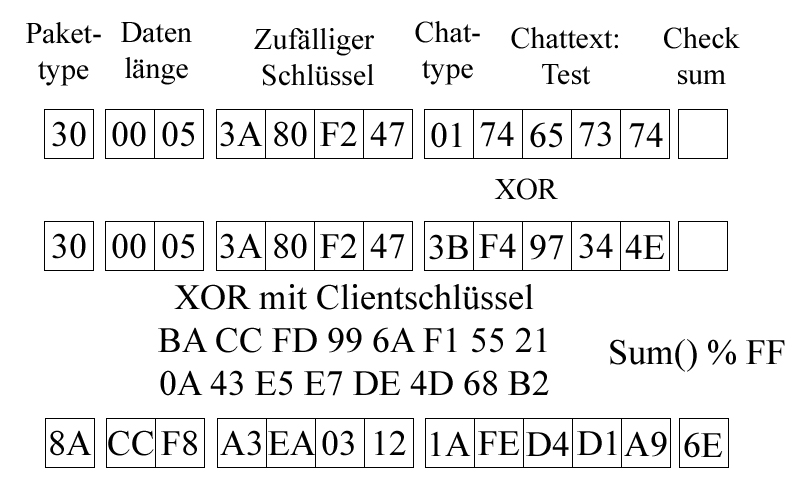 Paket- Daten Zufälliger Chat- Chattext: Check
type länge Schlüssel type Test sum
30 00 05 3A 80 F2 47 01 74 65 73 74
XOR
30 00 05 3A 80 F2 47 3B F4 97 34 4E
XOR mit Clientschlüssel
BA CC FD 99 6A F1 55 21 Sum() % FF
0A 43 E5 E7 DE 4D 68 B2
8A CC F8 A3 EA 03 12 1A FE D4 D1 A9 6E